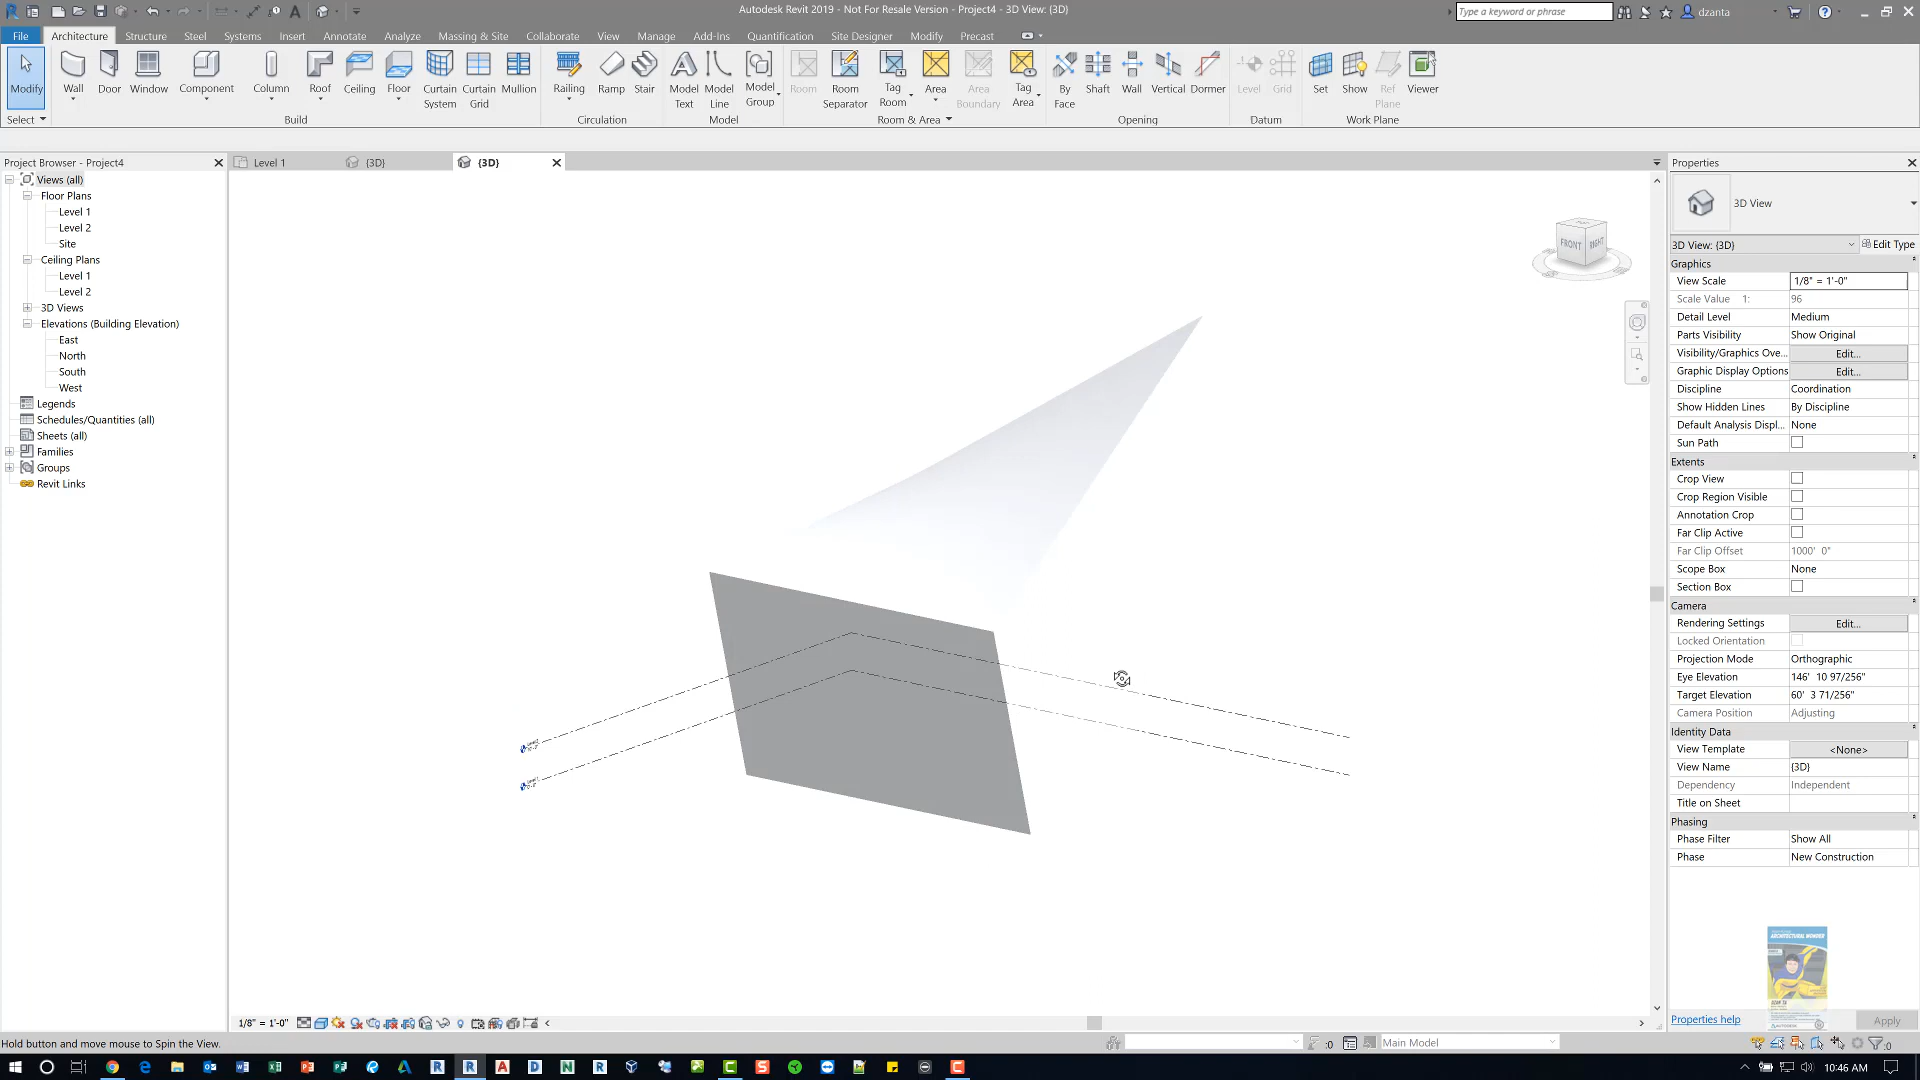 Autodesk Revit 2019 - Not For Resale Version - Project4 - 3D View: {3D}
Type a keyword or phrase
dzanta
File
Architecture
Structure
Steel
Systems
Insert
Annotate
Analyze
Massing & Site
Collaborate
View
Manage
Add-Ins
Quantification
Site Designer
Modify
Precast
Modify
Wall
Door
Window
Component
Column
Roof
Ceiling
Floor
Curtain System
Curtain Grid
Mullion
Railing
Ramp
Stair
Model Text
Model Line
Model Group
Room
Room Separator
Tag Room
Area
Area Boundary
Tag Area
By Face
Shaft
Wall
Vertical
Dormer
Level
Grid
Set
Show
Ref Plane
Viewer
Select
Build
Circulation
Model
Room & Area
Opening
Datum
Work Plane
Project Browser - Project4
Level 1
{3D}
{3D}
Properties
Views (all)
Floor Plans
Level 1
Level 2
Site
Ceiling Plans
Level 1
Level 2
3D Views
Elevations (Building Elevation)
East
North
South
West
Legends
Schedules/Quantities (all)
Sheets (all)
Families
Groups
Revit Links
FRONT
RIGHT
3D View
3D View: {3D}
Edit Type
Graphics
View Scale 1/8" = 1'-0"
Scale Value 1: 96
Detail Level Medium
Parts Visibility Show Original
Visibility/Graphics Ove... Edit...
Graphic Display Options Edit...
Discipline Coordination
Show Hidden Lines By Discipline
Default Analysis Displ... None
Sun Path
Extents
Crop View
Crop Region Visible
Annotation Crop
Far Clip Active
Far Clip Offset 1000' 0"
Scope Box None
Section Box
Camera
Rendering Settings Edit...
Locked Orientation
Projection Mode Orthographic
Eye Elevation 146' 10 97/256"
Target Elevation 60' 3 71/256"
Camera Position Adjusting
Identity Data
View Template <None>
View Name {3D}
Dependency Independent
Title on Sheet
Phasing
Phase Filter Show All
Phase New Construction
ARCHITECTURAL WONDER
Properties help
Apply
1/8" = 1'-0"
Hold button and move mouse to Spin the View.
:0
Main Model
:0
10:46 AM